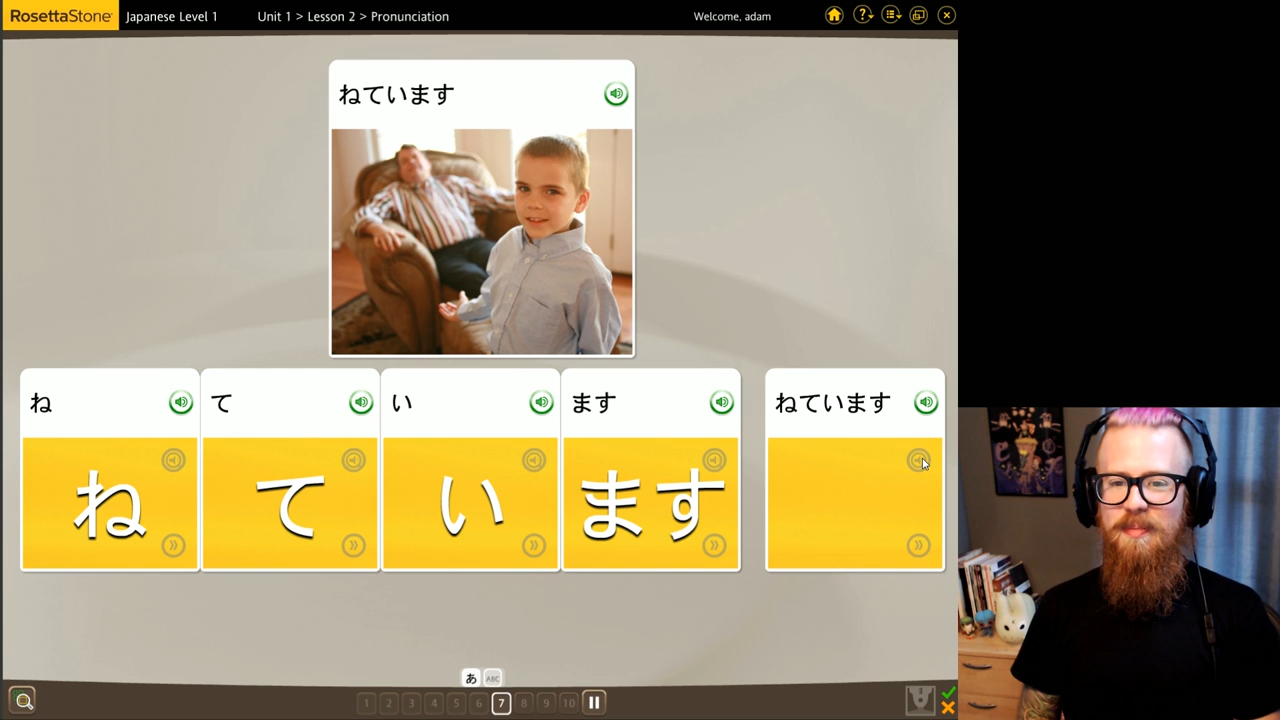 RosettaStone Japanese Level 1 Unit 1 > Lesson 2 > Pronunciation Welcome, adam
ねています
ね て い ます ねています
ね て い ます
あ ABC
1 2 3 4 5 6 7 8 9 10